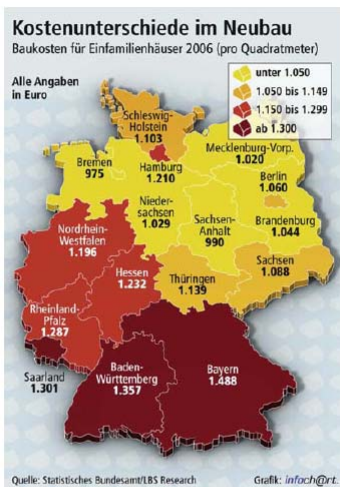 Kostenunterschiede im Neubau
Baukosten für Einfamilienhäuser 2006 (pro Quadratmeter)
Alle Angaben
in Euro
unter 1.050
1.050 bis 1.149
1.150 bis 1.299
ab 1.300
Schleswig-
Holstein
1.103
Mecklenburg-Vorp.
1.020
Bremen
975
Hamburg
1.210
Berlin
1.060
Nieder-
sachsen
1.029
Sachsen-
Anhalt
990
Brandenburg
1.044
Nordrhein-
Westfalen
1.196
Hessen
1.232
Thüringen
1.139
Sachsen
1.088
Rheinland-
Pfalz
1.287
Saarland
1.301
Baden-
Württemberg
1.357
Bayern
1.488
Quelle: Statistisches Bundesamt/LBS Research
Grafik: infoch@rt.